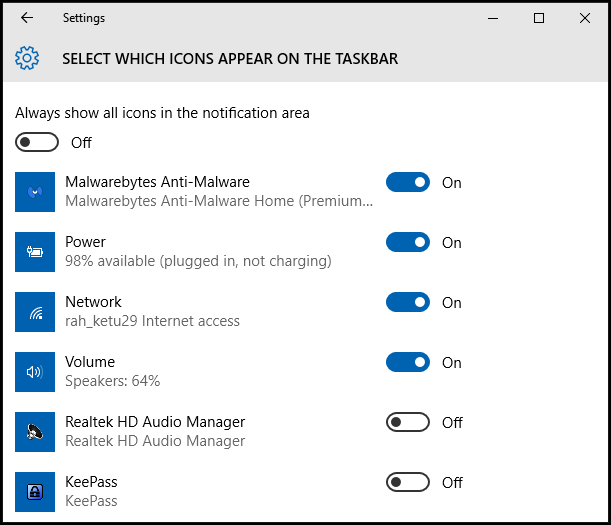 Settings
SELECT WHICH ICONS APPEAR ON THE TASKBAR
Always show all icons in the notification area
Off
Malwarebytes Anti-Malware
On
Malwarebytes Anti-Malware Home (Premium...
Power
On
98% available (plugged in, not charging)
Network
On
rah_ketu29 Internet access
Volume
On
Speakers: 64%
Realtek HD Audio Manager
Off
Realtek HD Audio Manager
KeePass
Off
KeePass